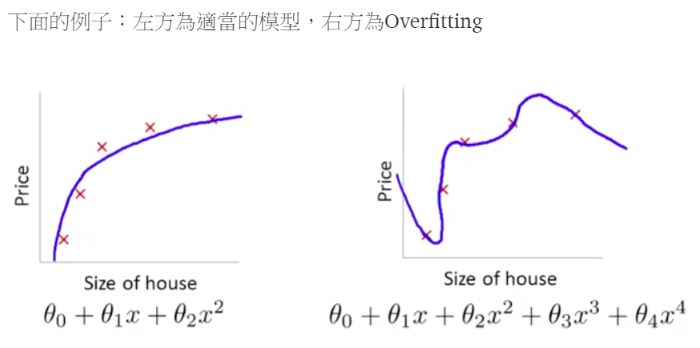 下面的例子：左方為適當的模型，右方為Overfitting
Price
Size of house
θ₀ + θ₁x + θ₂x²
Price
Size of house
θ₀ + θ₁x + θ₂x² + θ₃x³ + θ₄x⁴